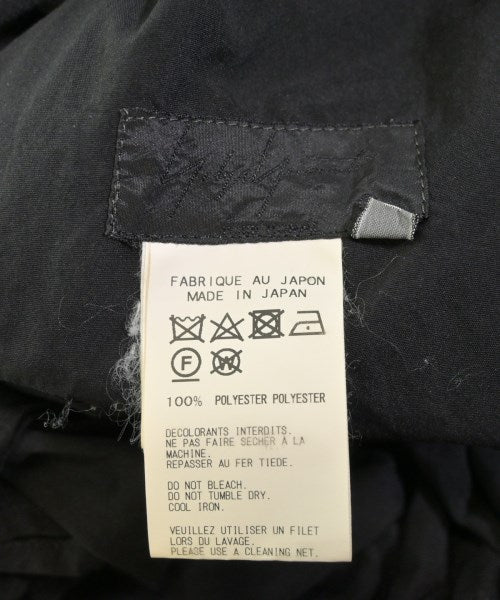 FABRIQUE AU JAPON
MADE IN JAPAN
F W
100% POLYESTER POLYESTER
DECOLORANTS INTERDITS.
NE PAS FAIRE SECHER À LA
MACHINE.
REPASSER AU FER TIEDE.
DO NOT BLEACH.
DO NOT TUMBLE DRY.
COOL IRON.
VEUILLEZ UTILISER UN FILET
LORS DU LAVAGE.
PLEASE USE A CLEANING NET.